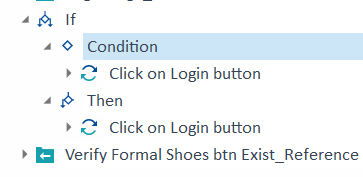 If
Condition
Click on Login button
Then
Click on Login button
Verify Formal Shoes btn Exist_Reference